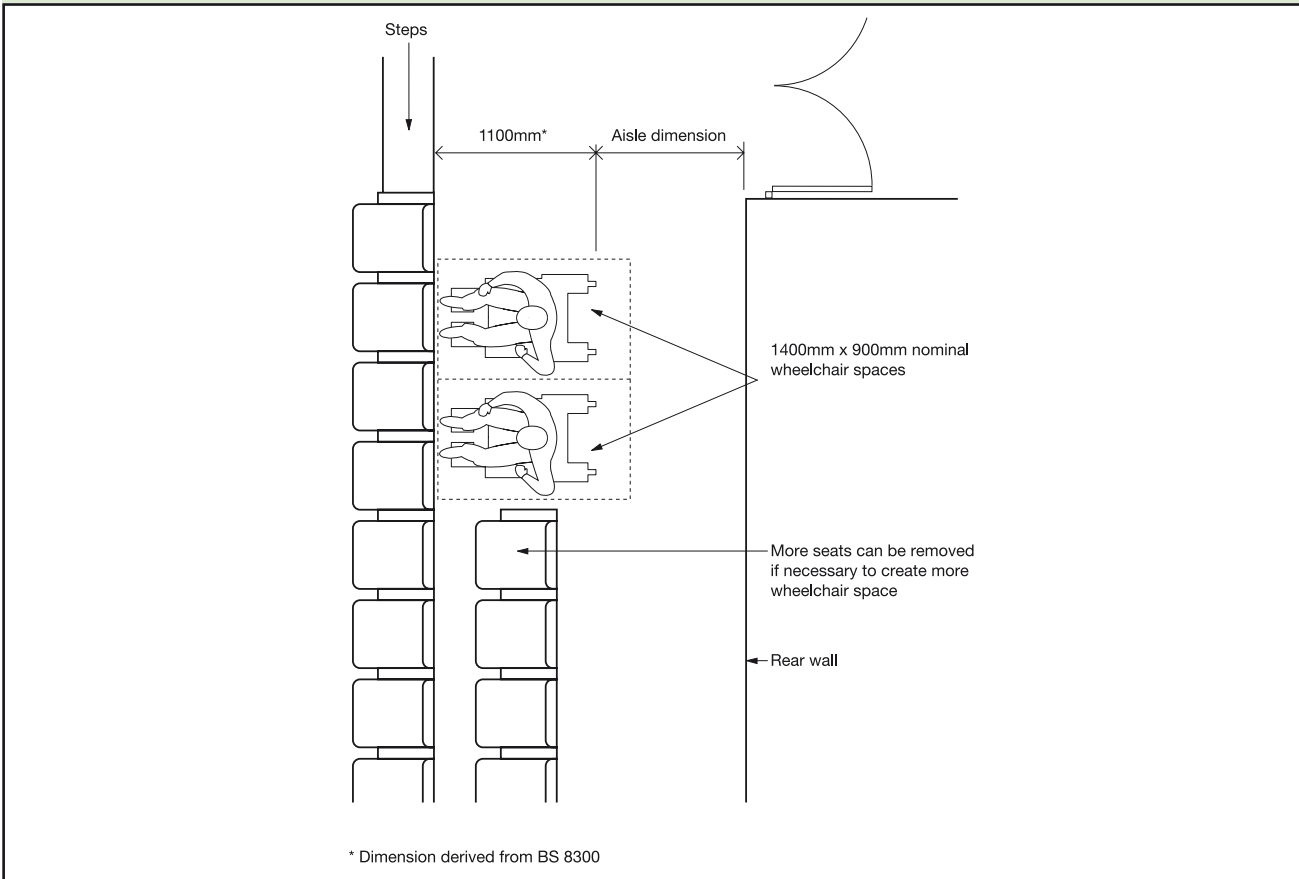 Steps
1100mm*
Aisle dimension
1400mm x 900mm nominal
wheelchair spaces
More seats can be removed
if necessary to create more
wheelchair space
Rear wall
* Dimension derived from BS 8300